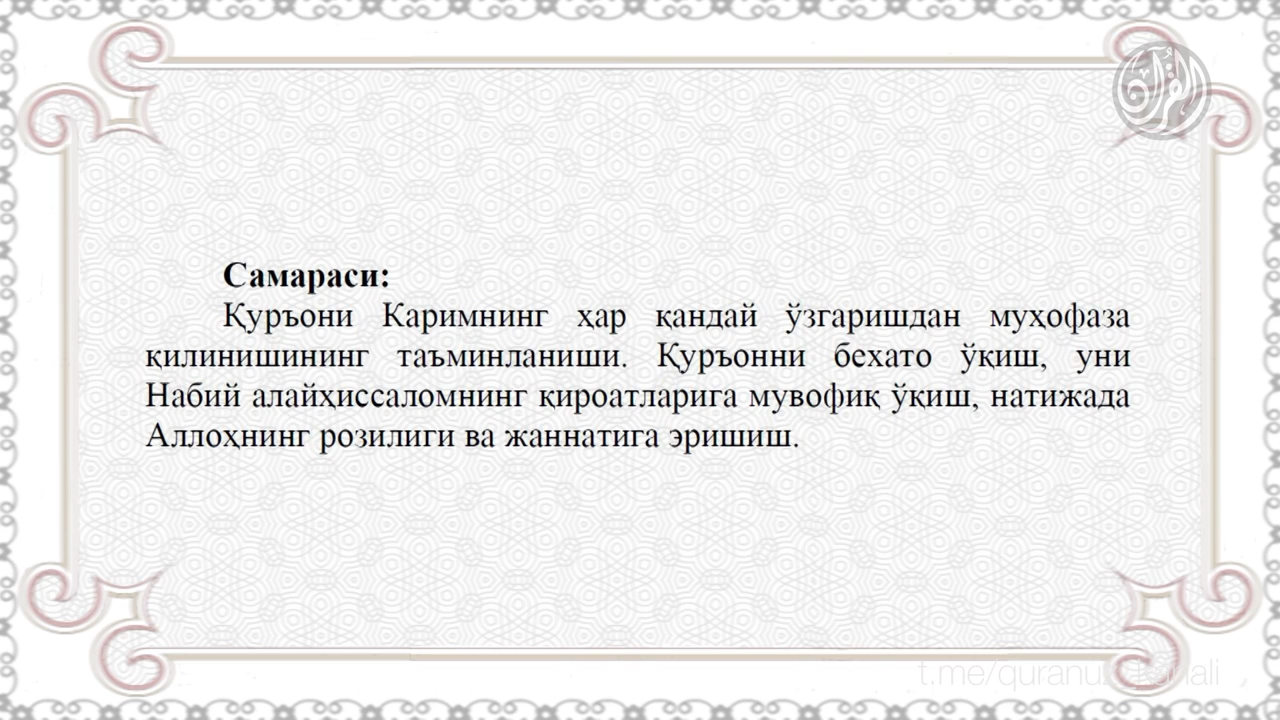 Самараси:
Қуръони Каримнинг ҳар қандай ўзгаришдан муҳофаза
қилинишининг таъминланиши. Қуръонни бехато ўқиш, уни
Набий алайҳиссаломнинг қироатларига мувофиқ ўқиш, натижада
Аллоҳнинг розилиги ва жаннатига эришиш.
القرآن